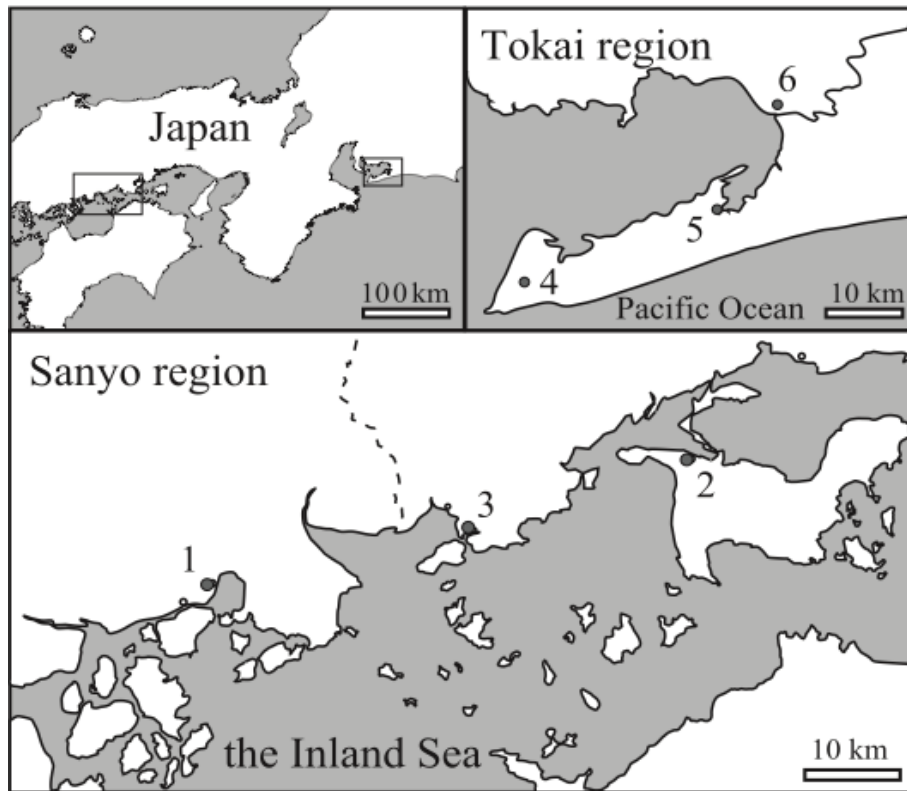 Japan
100 km
Tokai region
6
5
4
Pacific Ocean
10 km
Sanyo region
2
3
1
the Inland Sea
10 km